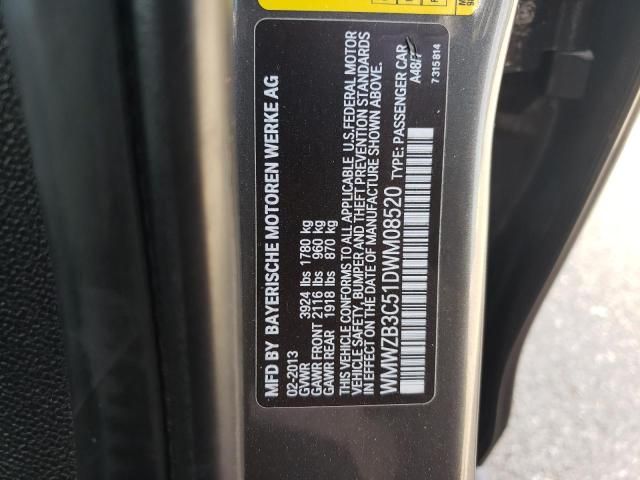 MFD BY BAYERISCHE MOTOREN WERKE AG
02-2013
GVWR 3924 lbs 1780 kg
GAWR FRONT 2116 lbs 960 kg
GAWR REAR 1918 lbs 870 kg
THIS VEHICLE CONFORMS TO ALL APPLICABLE U.S.FEDERAL MOTOR
VEHICLE SAFETY, BUMPER AND THEFT PREVENTION STANDARDS
IN EFFECT ON THE DATE OF MANUFACTURE SHOWN ABOVE.
WMWZB3C51DWM08520 TYPE: PASSENGER CAR
A48/7
7 315 814